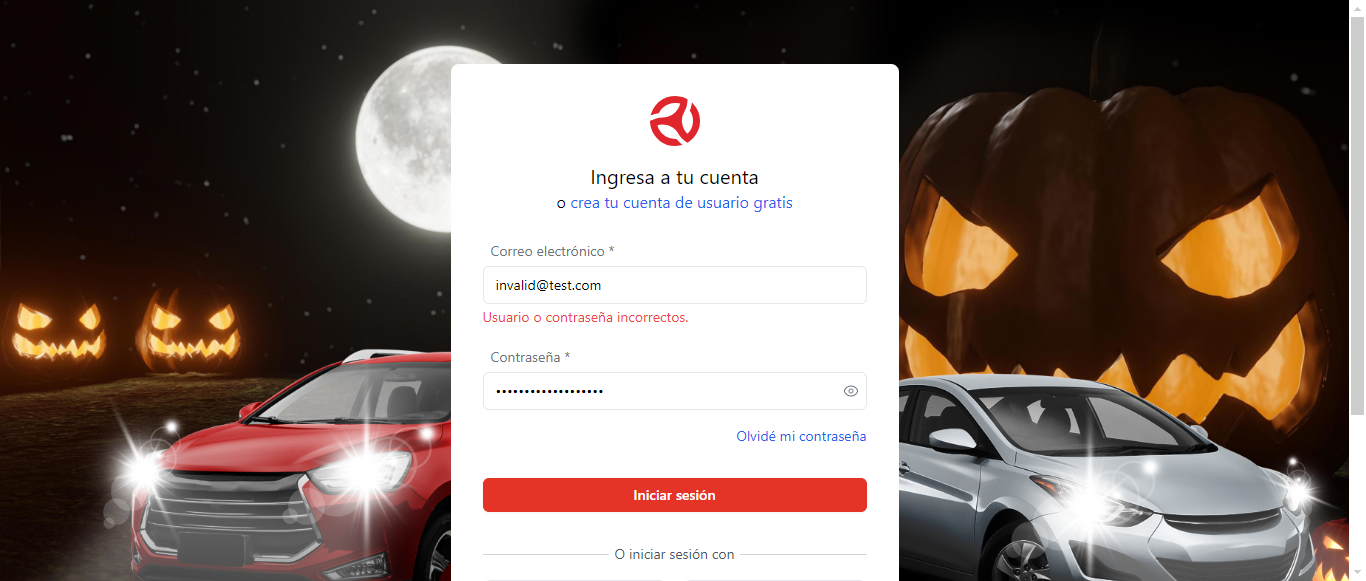 Ingresa a tu cuenta
o crea tu cuenta de usuario gratis
Correo electrónico *
invalid@test.com
Usuario o contraseña incorrectos.
Contraseña *
•••••••••••••••••••
Olvidé mi contraseña
Iniciar sesión
O iniciar sesión con